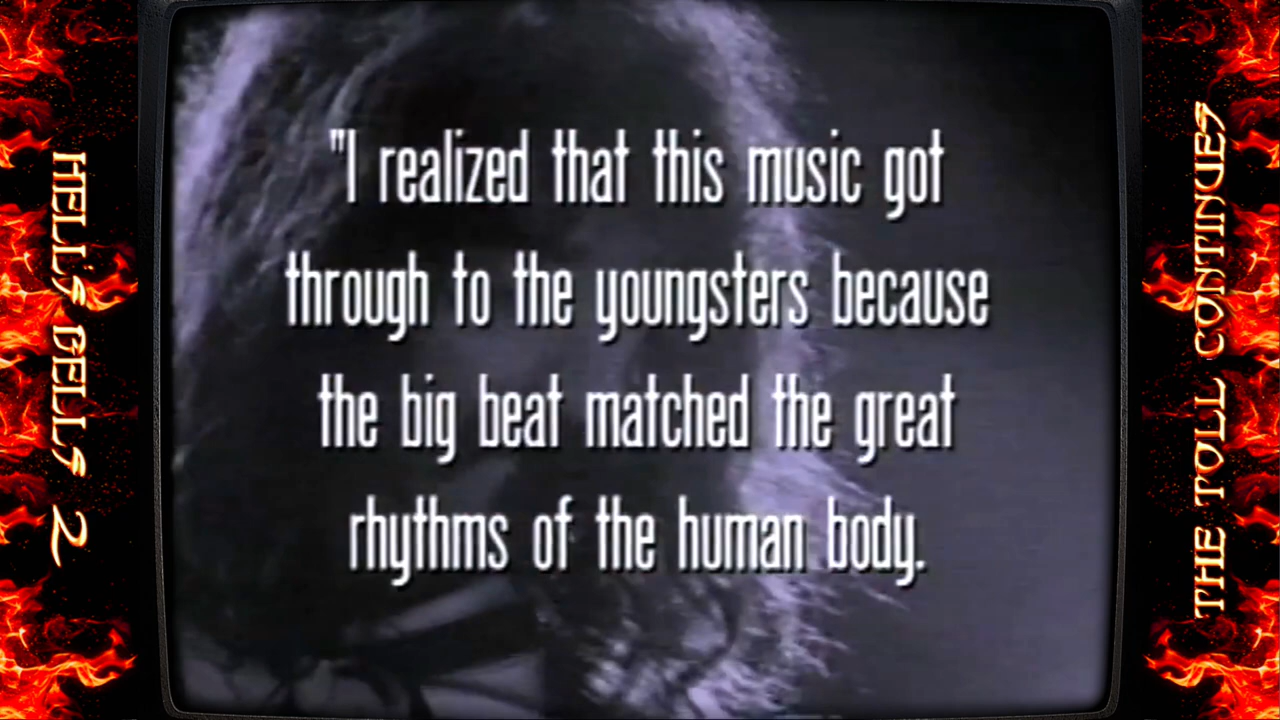 HELLS BELLS 2
"I realized that this music got
through to the youngsters because
the big beat matched the great
rhythms of the human body.
THE TOLL CONTINUES